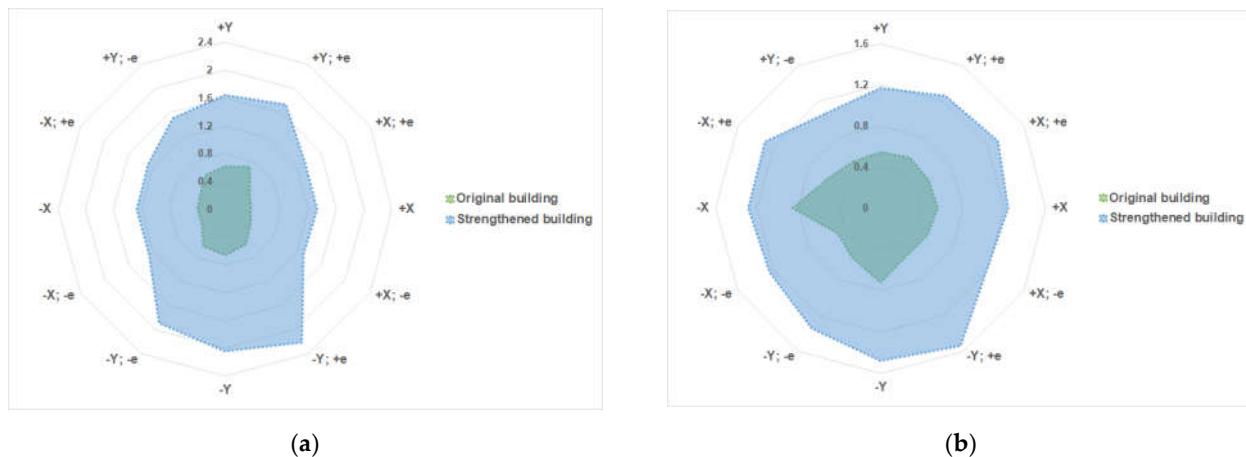 +Y
2.4
+Y; -e
+Y; +e
2
1.6
-X; +e
1.2
+X; +e
0.8
0.4
-X
0
+X
-X; -e
+X; -e
-Y; -e
-Y; +e
-Y
Original building
Strengthened building
(a)
+Y
1.6
+Y; -e
+Y; +e
1.2
-X; +e
0.8
+X; +e
0.4
-X
0
+X
-X; -e
+X; -e
-Y; -e
-Y; +e
-Y
Original building
Strengthened building
(b)